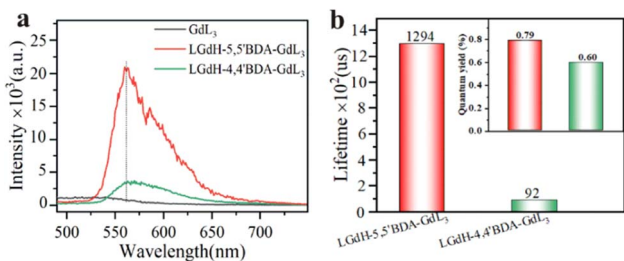 a
GdL3
LGdH-5,5'BDA-GdL3
LGdH-4,4'BDA-GdL3
Intensity ×10³(a.u.)
25
20
15
10
5
0
500 550 600 650 700
Wavelength(nm)
b
1294
92
Lifetime ×10²(us)
14
12
10
8
6
4
2
0
LGdH-5,5'BDA-GdL3
LGdH-4,4'BDA-GdL3
Quantum yield (%)
0.8
0.6
0.4
0.2
0.0
0.79
0.60